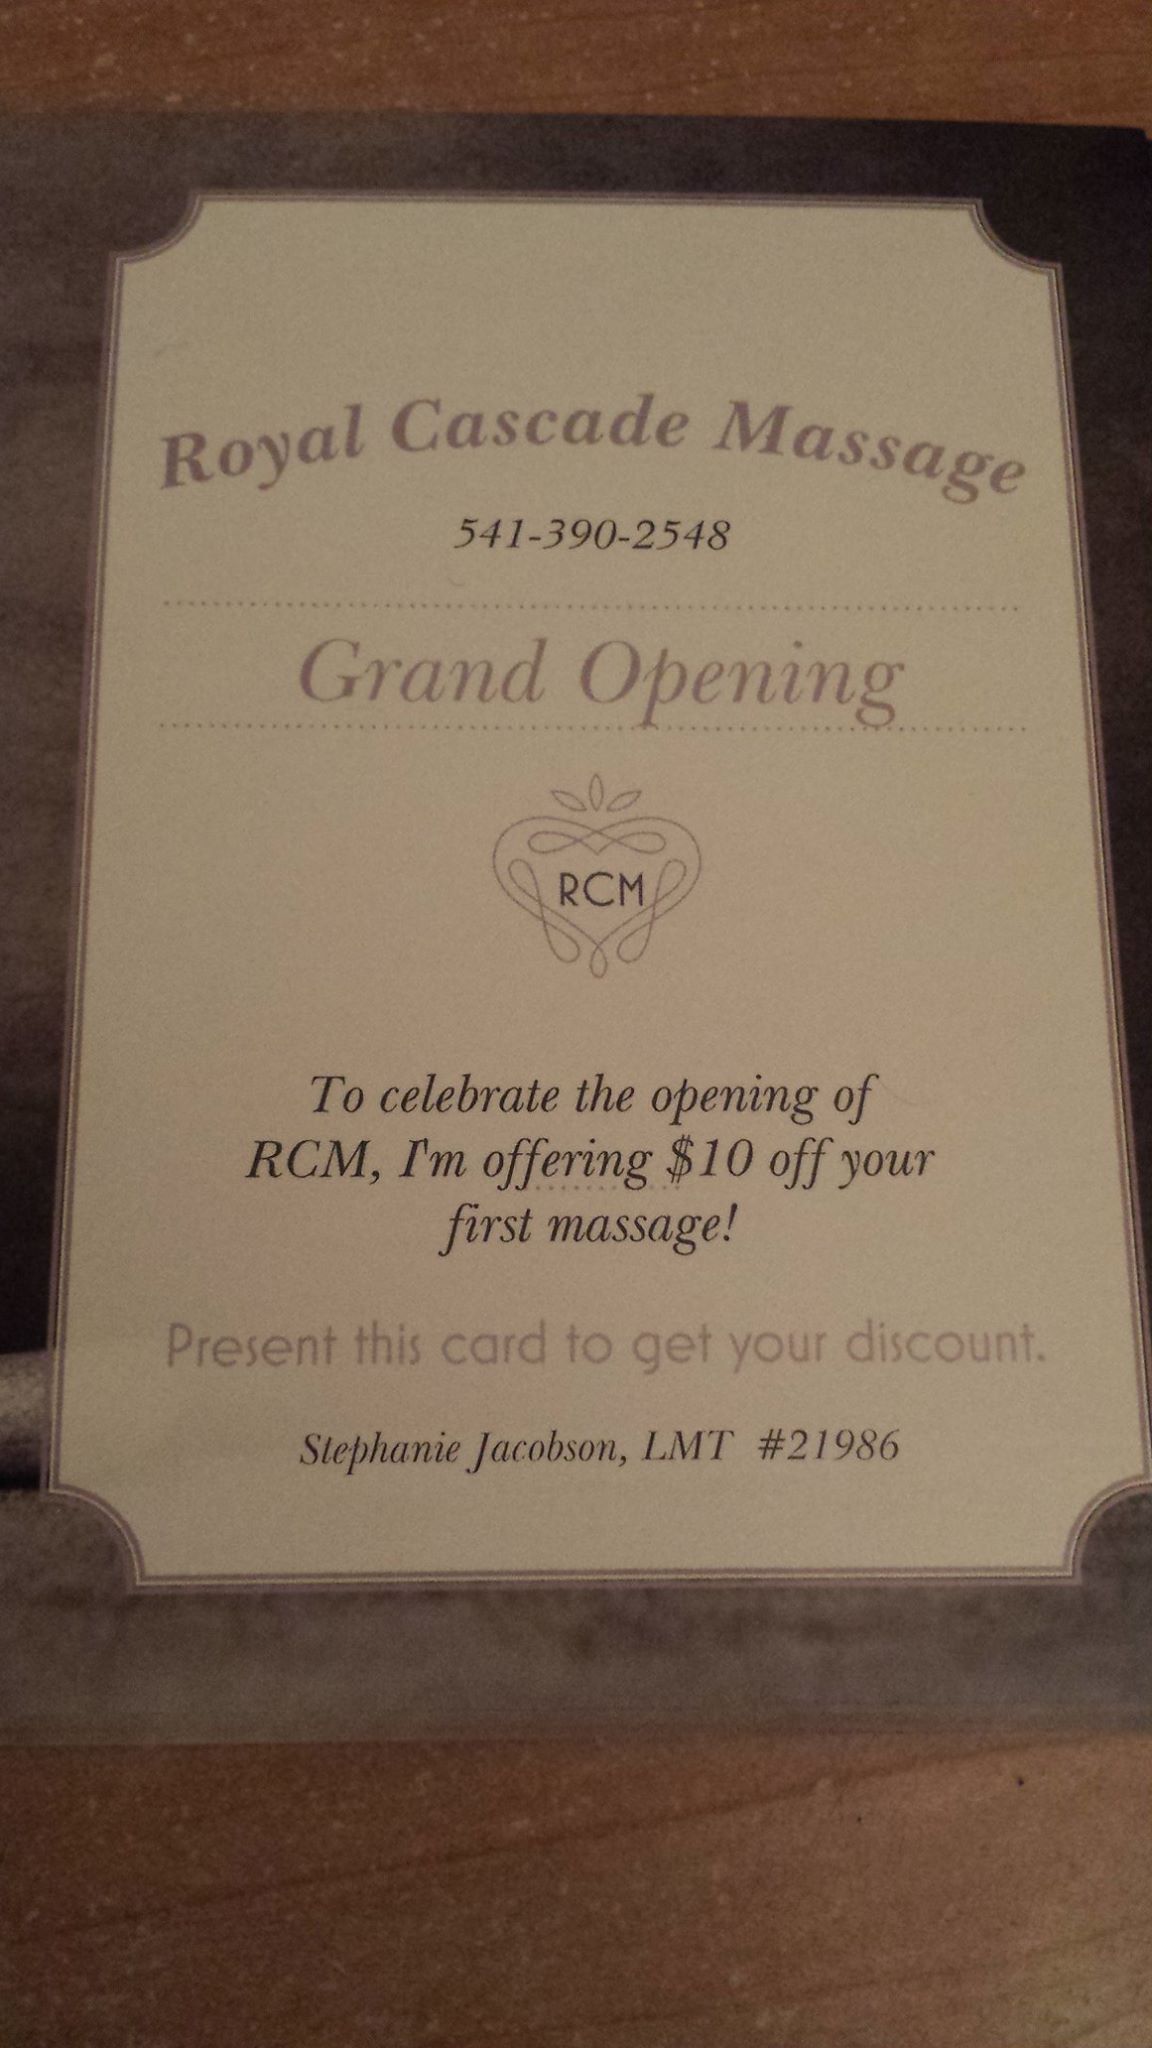 Royal Cascade Massage
541-390-2548
Grand Opening
RCM
To celebrate the opening of
RCM, I'm offering $10 off your
first massage!
Present this card to get your discount.
Stephanie Jacobson, LMT #21986